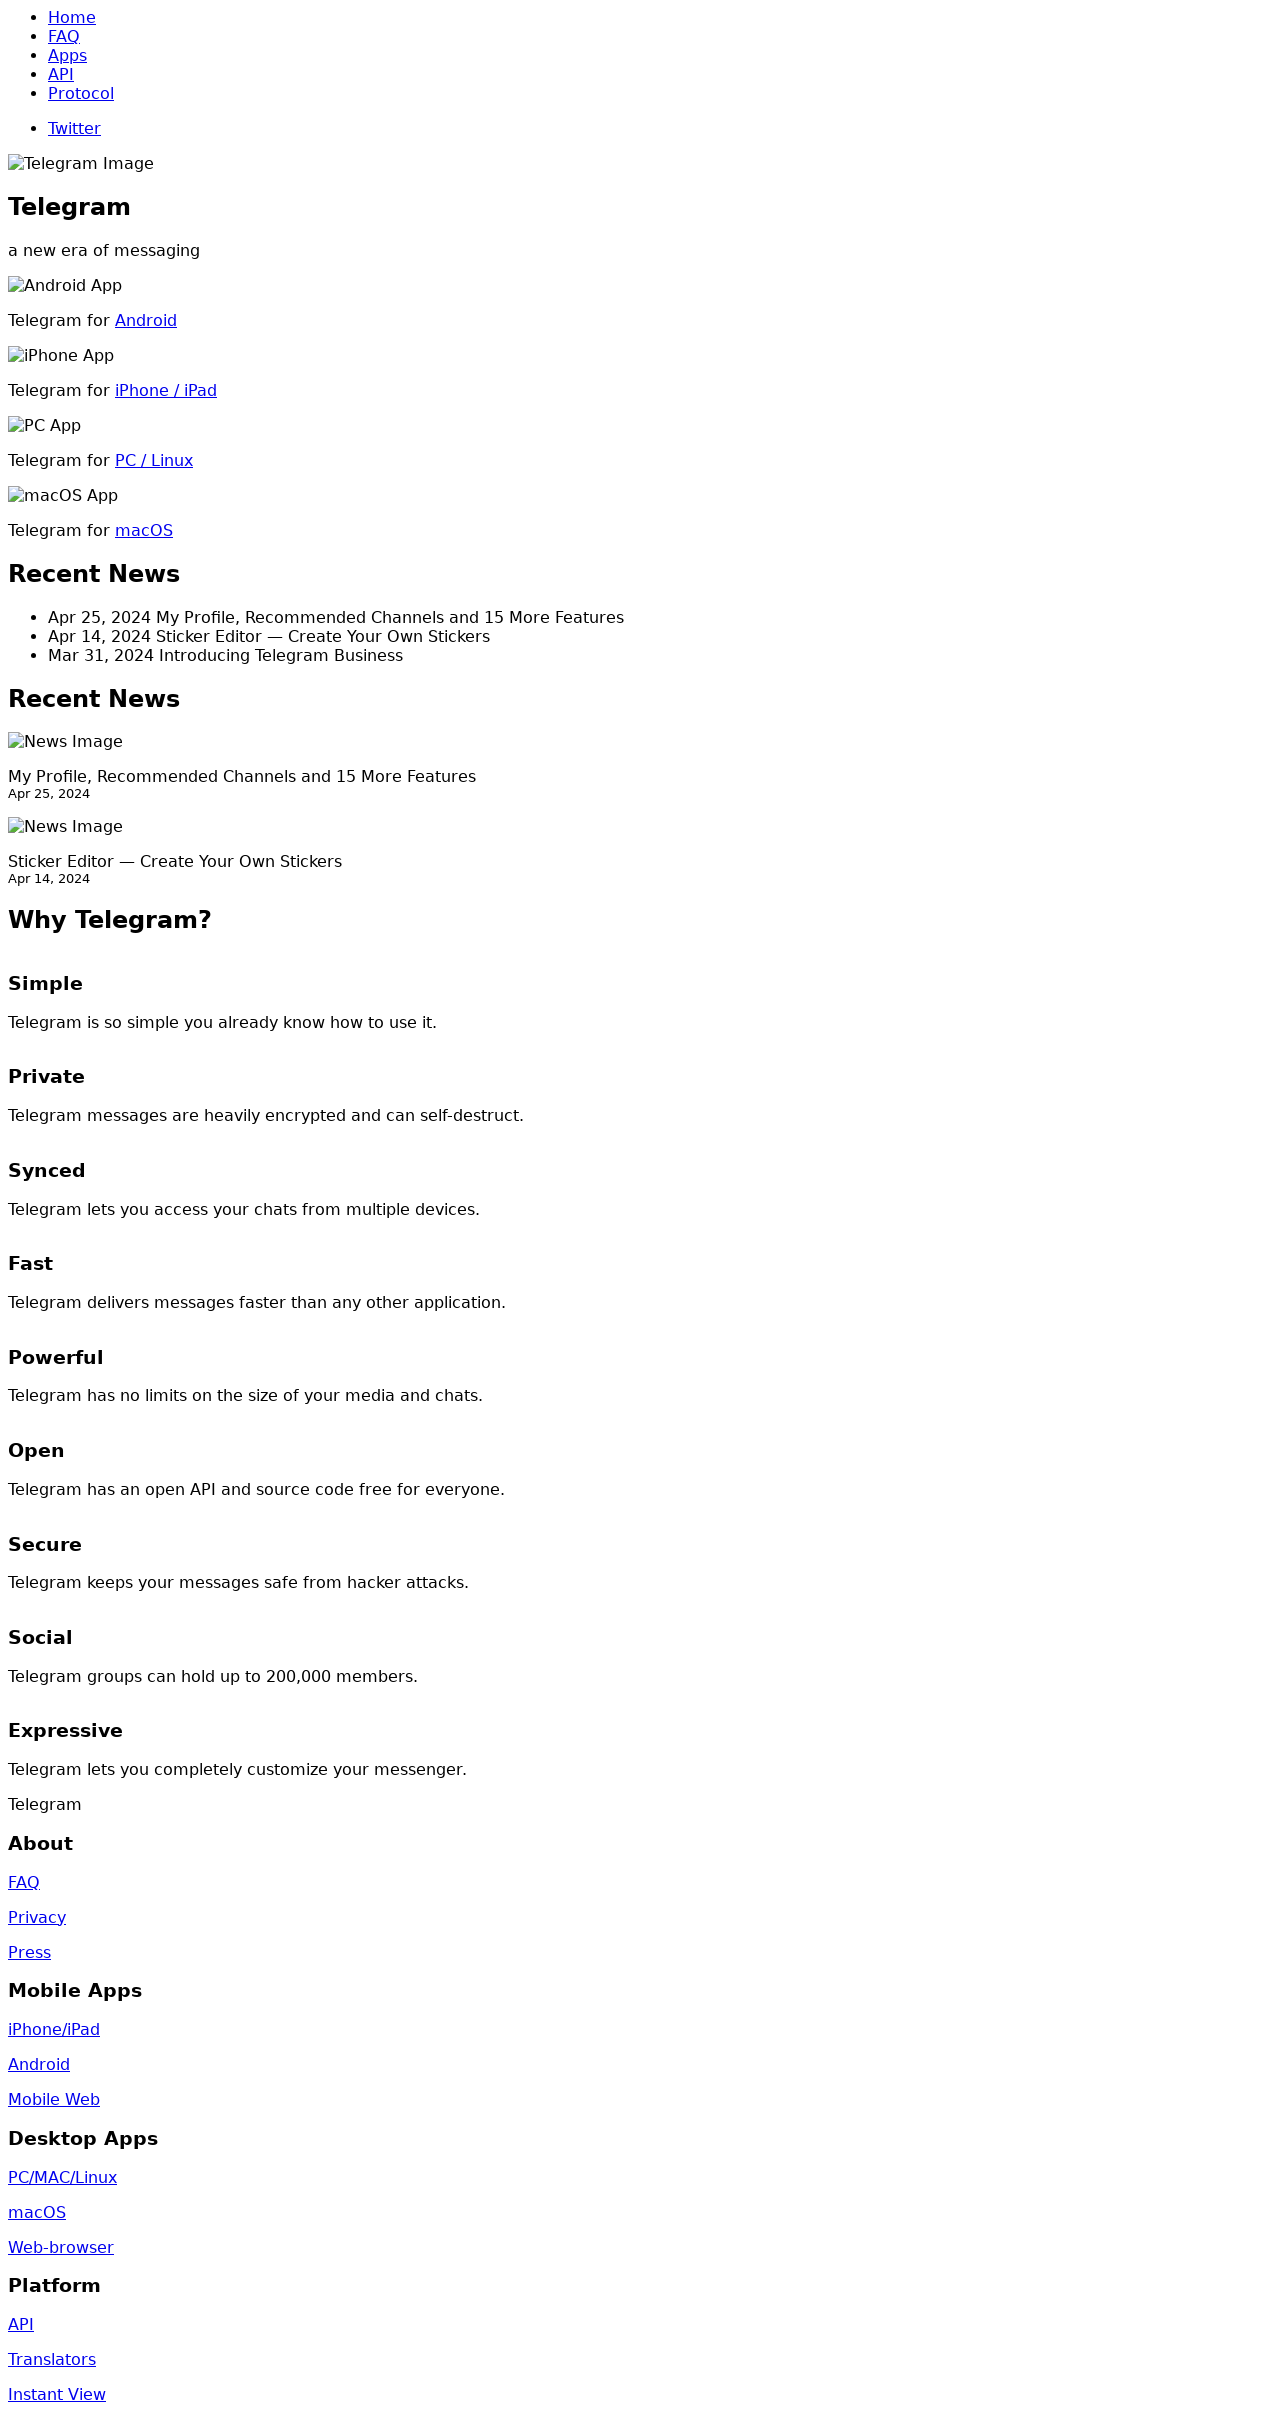 Home
FAQ
Apps
API
Protocol
Twitter
Telegram Image
Telegram
a new era of messaging
Android App
Telegram for Android
iPhone App
Telegram for iPhone / iPad
PC App
Telegram for PC / Linux
macOS App
Telegram for macOS
Recent News
Apr 25, 2024 My Profile, Recommended Channels and 15 More Features
Apr 14, 2024 Sticker Editor — Create Your Own Stickers
Mar 31, 2024 Introducing Telegram Business
Recent News
News Image
My Profile, Recommended Channels and 15 More Features
Apr 25, 2024
News Image
Sticker Editor — Create Your Own Stickers
Apr 14, 2024
Why Telegram?
Simple
Telegram is so simple you already know how to use it.
Private
Telegram messages are heavily encrypted and can self-destruct.
Synced
Telegram lets you access your chats from multiple devices.
Fast
Telegram delivers messages faster than any other application.
Powerful
Telegram has no limits on the size of your media and chats.
Open
Telegram has an open API and source code free for everyone.
Secure
Telegram keeps your messages safe from hacker attacks.
Social
Telegram groups can hold up to 200,000 members.
Expressive
Telegram lets you completely customize your messenger.
Telegram
About
FAQ
Privacy
Press
Mobile Apps
iPhone/iPad
Android
Mobile Web
Desktop Apps
PC/MAC/Linux
macOS
Web-browser
Platform
API
Translators
Instant View